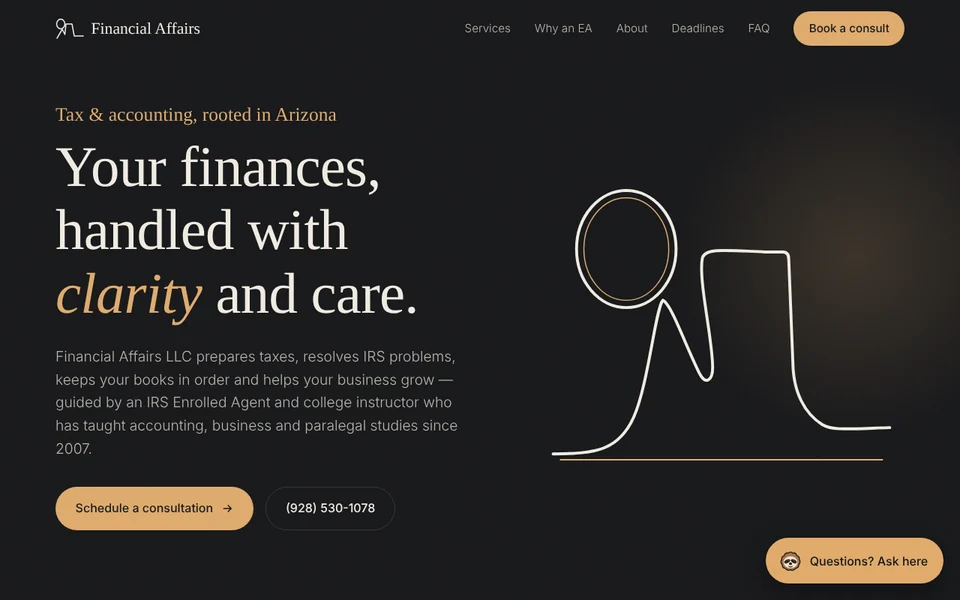 Financial Affairs
Services
Why an EA
About
Deadlines
FAQ
Book a consult
Tax & accounting, rooted in Arizona
Your finances,
handled with
clarity and care.
Financial Affairs LLC prepares taxes, resolves IRS problems,
keeps your books in order and helps your business grow —
guided by an IRS Enrolled Agent and college instructor who
has taught accounting, business and paralegal studies since
2007.
Schedule a consultation →
(928) 530-1078
Questions? Ask here